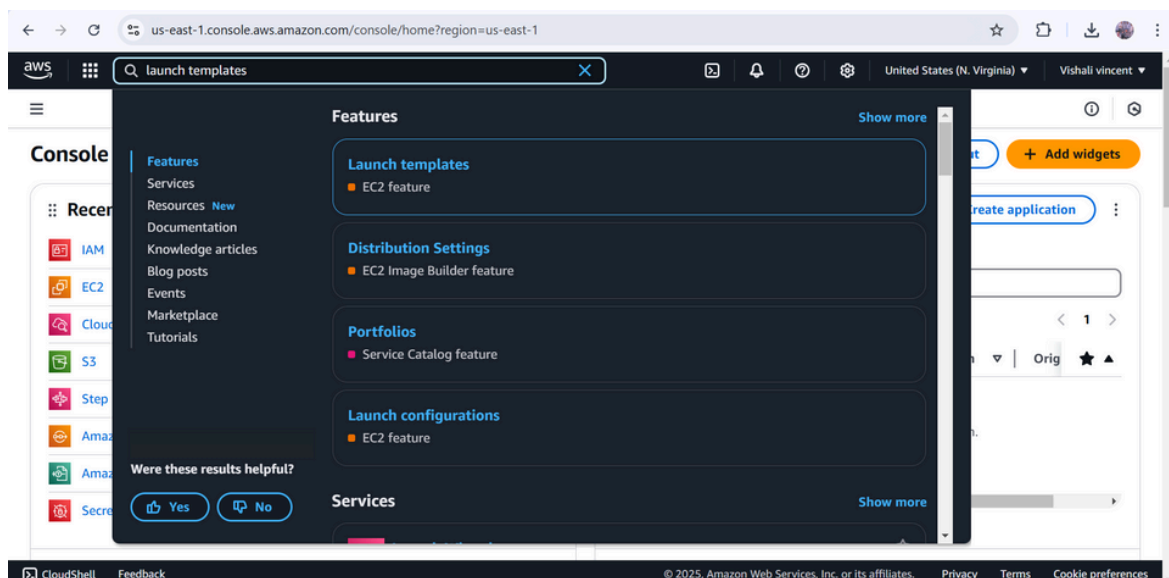 us-east-1.console.aws.amazon.com/console/home?region=us-east-1
aws
launch templates
United States (N. Virginia)
Vishali vincent
Console
+ Add widgets
Recer
Create application
IAM
EC2
Cloud
S3
Step
Amaz
Amaz
Secre
1
Orig
Features
Services
Resources New
Documentation
Knowledge articles
Blog posts
Events
Marketplace
Tutorials
Were these results helpful?
Yes
No
Features
Show more
Launch templates
EC2 feature
Distribution Settings
EC2 Image Builder feature
Portfolios
Service Catalog feature
Launch configurations
EC2 feature
Services
Show more
CloudShell Feedback
© 2025, Amazon Web Services, Inc. or its affiliates. Privacy Terms Cookie preferences